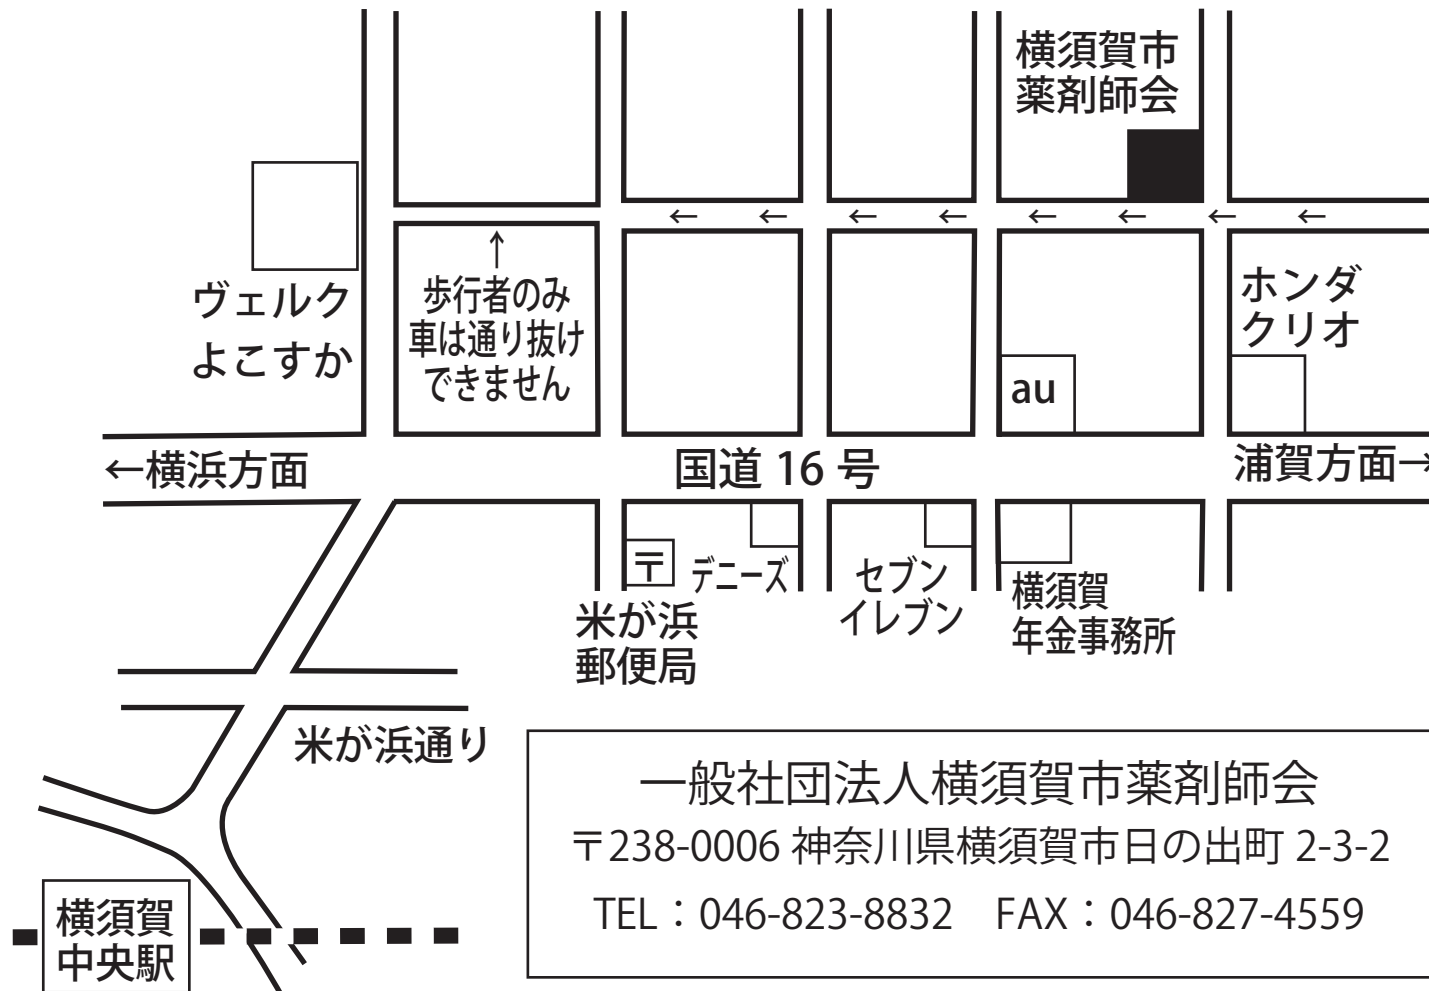 横須賀市
薬剤師会
← ← ← ← ← ← ← ←
↑
歩行者のみ
車は通り抜け
できません
ヴェルク
よこすか
ホンダ
クリオ
au
←横浜方面
国道 16 号
浦賀方面→
〒
米が浜
郵便局
デニーズ
セブン
イレブン
横須賀
年金事務所
米が浜通り
一般社団法人横須賀市薬剤師会
〒238-0006 神奈川県横須賀市日の出町 2-3-2
TEL：046-823-8832　FAX：046-827-4559
横須賀
中央駅